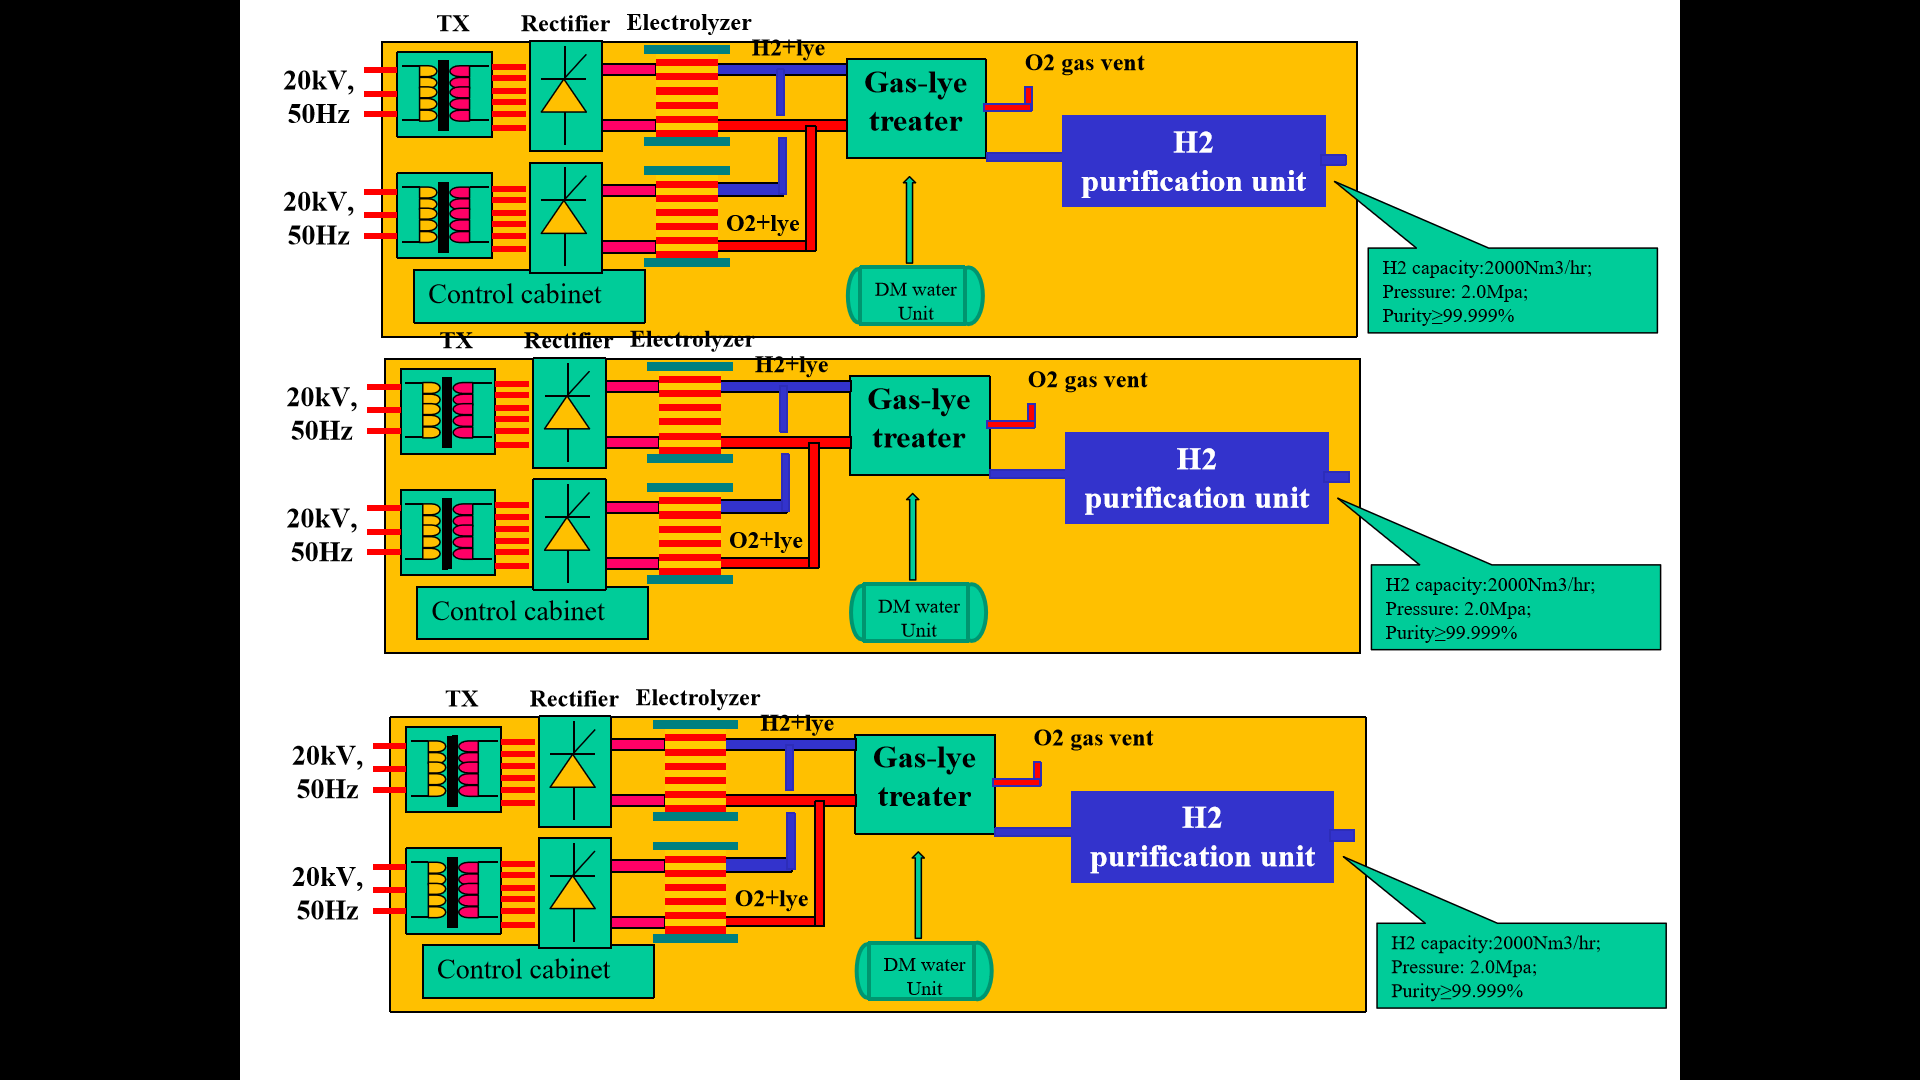 TX Rectifier Electrolyzer
H2+lye
20kV,
50Hz
Gas-lye
treater
O2 gas vent
H2
purification unit
20kV,
50Hz
O2+lye
Control cabinet
DM water
Unit
H2 capacity:2000Nm3/hr;
Pressure: 2.0Mpa;
Purity≥99.999%
TX Rectifier Electrolyzer
H2+lye
20kV,
50Hz
Gas-lye
treater
O2 gas vent
H2
purification unit
20kV,
50Hz
O2+lye
Control cabinet
DM water
Unit
H2 capacity:2000Nm3/hr;
Pressure: 2.0Mpa;
Purity≥99.999%
TX Rectifier Electrolyzer
H2+lye
20kV,
50Hz
Gas-lye
treater
O2 gas vent
H2
purification unit
20kV,
50Hz
O2+lye
Control cabinet
DM water
Unit
H2 capacity:2000Nm3/hr;
Pressure: 2.0Mpa;
Purity≥99.999%